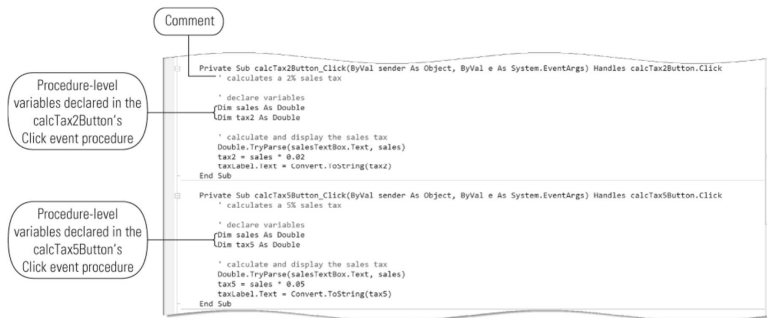 Comment
Private Sub calcTax2Button_Click(ByVal sender As Object, ByVal e As System.EventArgs) Handles calcTax2Button.Click
' calculates a 2% sales tax
Procedure-level
variables declared in the
calcTax2Button's
Click event procedure
' declare variables
Dim sales As Double
Dim tax2 As Double
' calculate and display the sales tax
Double.TryParse(salesTextBox.Text, sales)
tax2 = sales * 0.02
taxLabel.Text = Convert.ToString(tax2)
End Sub
Private Sub calcTax5Button_Click(ByVal sender As Object, ByVal e As System.EventArgs) Handles calcTax5Button.Click
' calculates a 5% sales tax
Procedure-level
variables declared in the
calcTax5Button's
Click event procedure
' declare variables
Dim sales As Double
Dim tax5 As Double
' calculate and display the sales tax
Double.TryParse(salesTextBox.Text, sales)
tax5 = sales * 0.05
taxLabel.Text = Convert.ToString(tax5)
End Sub